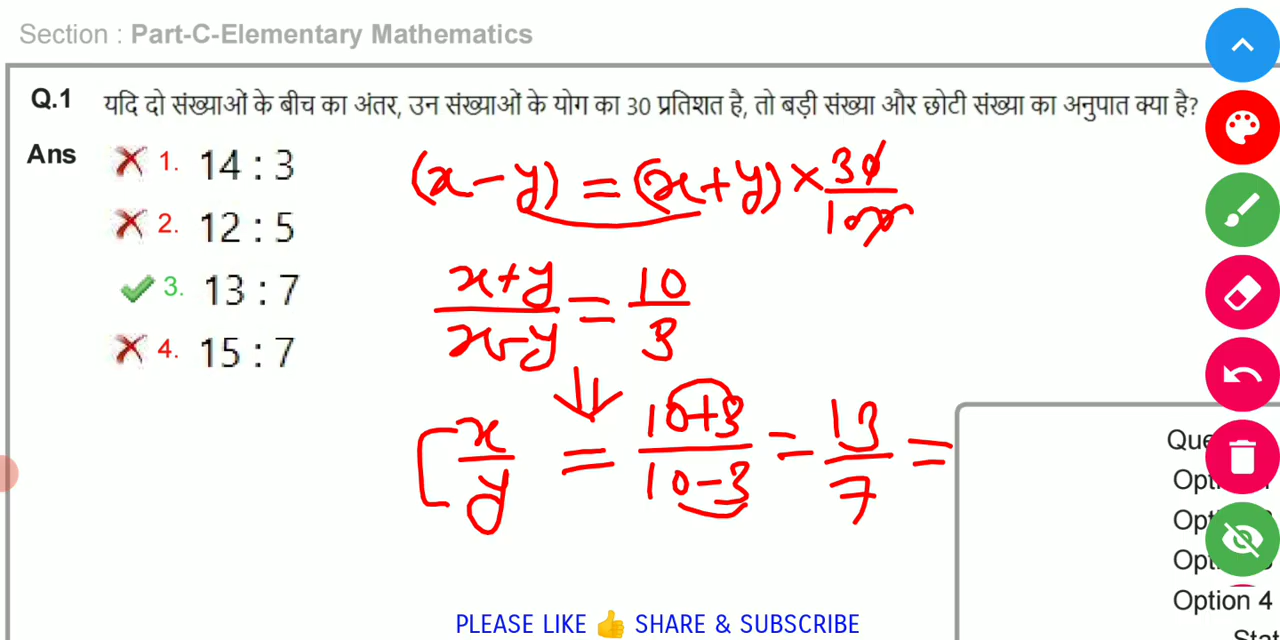 Section : Part-C-Elementary Mathematics
Q.1 यदि दो संख्याओं के बीच का अंतर, उन संख्याओं के योग का 30 प्रतिशत है, तो बड़ी संख्या और छोटी संख्या का अनुपात क्या है?
Ans
1. 14 : 3
2. 12 : 5
3. 13 : 7
4. 15 : 7
(x-y) = (x+y) × 30/100
x+y/x-y = 10/3
x/y = 10+3/10-3 = 13/7 =
Option 4
PLEASE LIKE 👍 SHARE & SUBSCRIBE